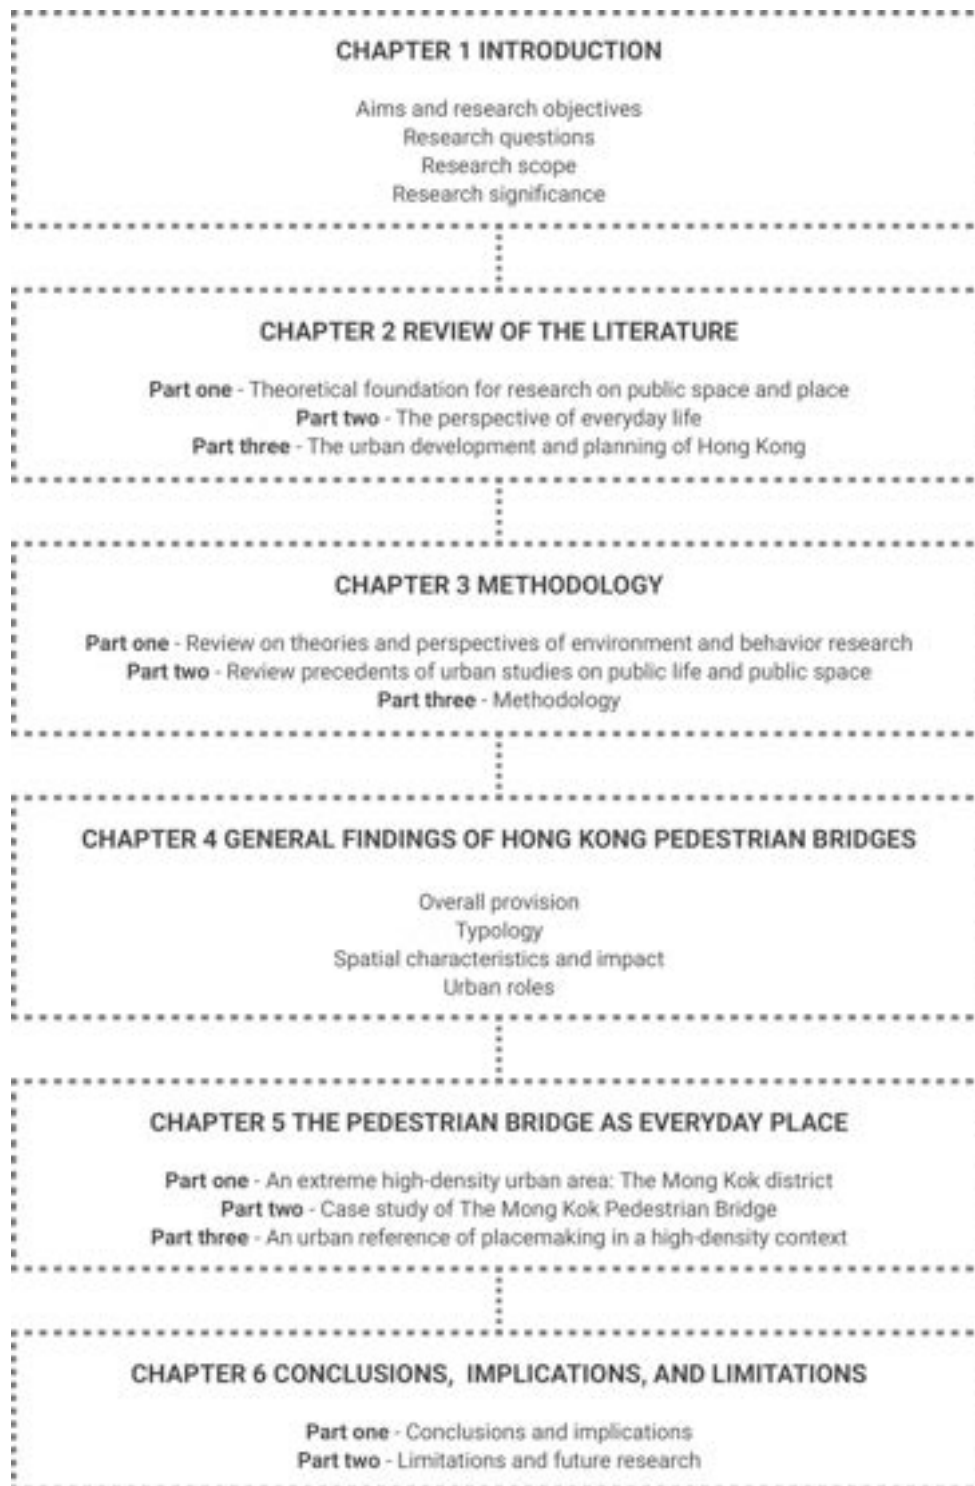 CHAPTER 1 INTRODUCTION
Aims and research objectives
Research questions
Research scope
Research significance
CHAPTER 2 REVIEW OF THE LITERATURE
Part one - Theoretical foundation for research on public space and place
Part two - The perspective of everyday life
Part three - The urban development and planning of Hong Kong
CHAPTER 3 METHODOLOGY
Part one - Review on theories and perspectives of environment and behavior research
Part two - Review precedents of urban studies on public life and public space
Part three - Methodology
CHAPTER 4 GENERAL FINDINGS OF HONG KONG PEDESTRIAN BRIDGES
Overall provision
Typology
Spatial characteristics and impact
Urban roles
CHAPTER 5 THE PEDESTRIAN BRIDGE AS EVERYDAY PLACE
Part one - An extreme high-density urban area: The Mong Kok district
Part two - Case study of The Mong Kok Pedestrian Bridge
Part three - An urban reference of placemaking in a high-density context
CHAPTER 6 CONCLUSIONS, IMPLICATIONS, AND LIMITATIONS
Part one - Conclusions and implications
Part two - Limitations and future research